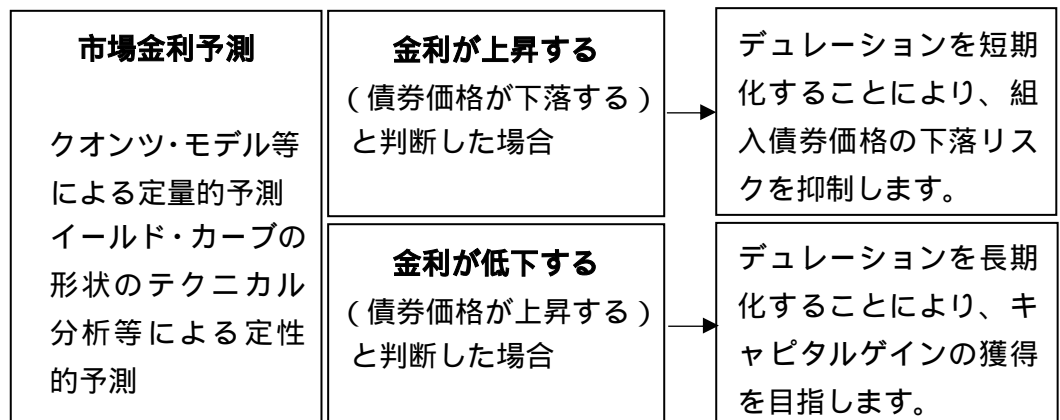 市場金利予測
クオンツ・モデル等
による定量的予測
イールド・カーブの
形状のテクニカル
分析等による定性
的予測
金利が上昇する
（債券価格が下落する）
と判断した場合
デュレーションを短期
化することにより、組
入債券価格の下落リス
クを抑制します。
金利が低下する
（債券価格が上昇する）
と判断した場合
デュレーションを長期
化することにより、キ
ャピタルゲインの獲得
を目指します。